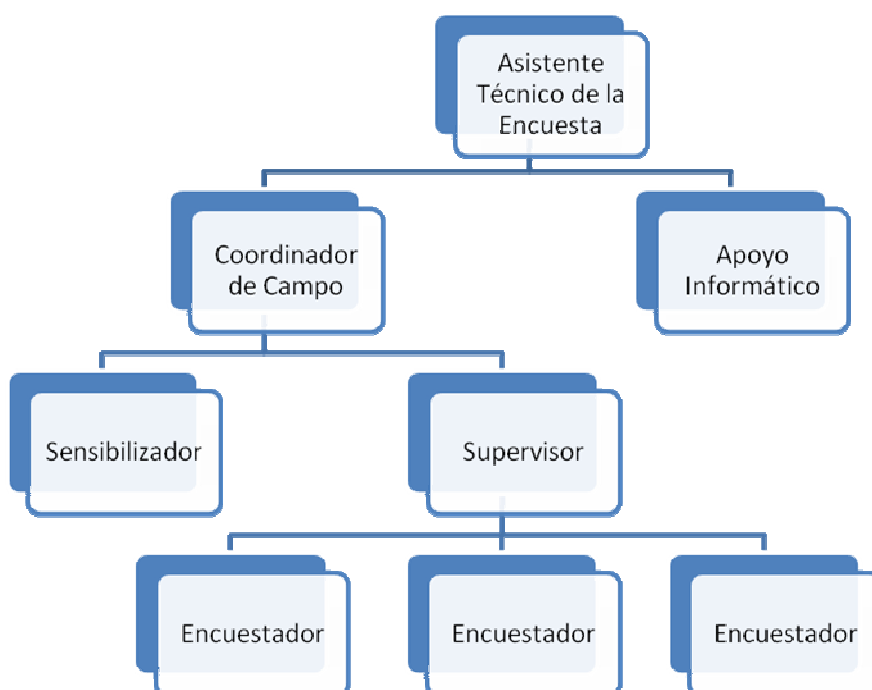 Asistente
Técnico de la
Encuesta
Coordinador
de Campo
Apoyo
Informático
Sensibilizador
Supervisor
Encuestador
Encuestador
Encuestador